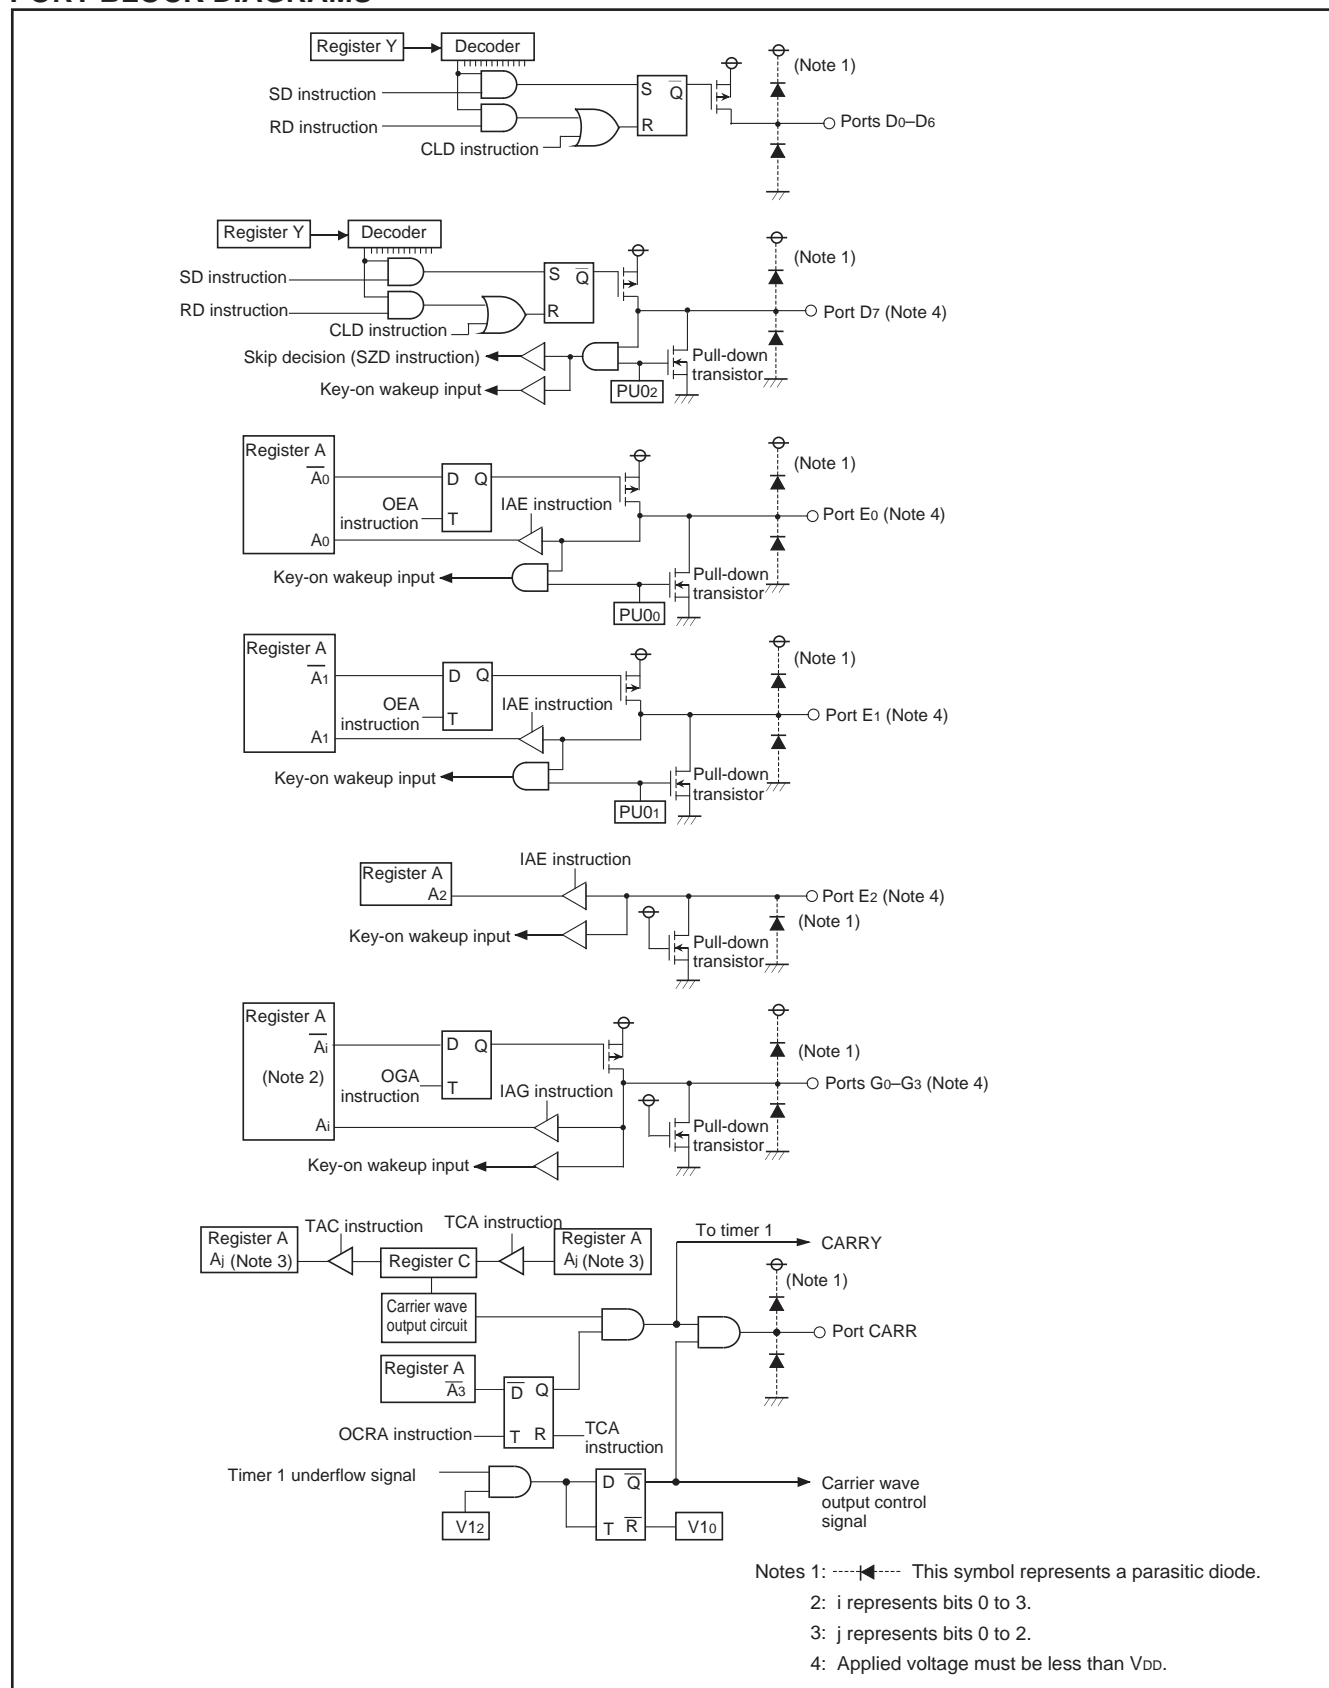 PORT BLOCK DIAGRAMS
Register Y
Decoder
(Note 1)
SD instruction
S
Q̅
RD instruction
R
Ports D0–D6
CLD instruction
Register Y
Decoder
(Note 1)
SD instruction
S
Q̅
RD instruction
R
Port D7 (Note 4)
CLD instruction
Skip decision (SZD instruction)
Pull-down
transistor
Key-on wakeup input
PU02
Register A
(Note 1)
A̅0
D
Q
OEA
instruction
IAE instruction
T
Port E0 (Note 4)
A0
Key-on wakeup input
Pull-down
transistor
PU00
Register A
(Note 1)
A̅1
D
Q
OEA
instruction
IAE instruction
T
Port E1 (Note 4)
A1
Key-on wakeup input
Pull-down
transistor
PU01
IAE instruction
Register A
A2
Port E2 (Note 4)
(Note 1)
Key-on wakeup input
Pull-down
transistor
Register A
A̅i
D
Q
(Note 1)
(Note 2)
OGA
instruction
T
IAG instruction
Ports G0–G3 (Note 4)
Ai
Pull-down
transistor
Key-on wakeup input
TAC instruction
TCA instruction
Register A
Aj (Note 3)
Register C
Register A
Aj (Note 3)
To timer 1
CARRY
(Note 1)
Carrier wave
output circuit
Port CARR
Register A
A̅3
D̅
Q
OCRA instruction
T
R
TCA
instruction
Timer 1 underflow signal
D
Q̅
Carrier wave
output control
signal
V12
T
R̅
V10
Notes 1: This symbol represents a parasitic diode.
2: i represents bits 0 to 3.
3: j represents bits 0 to 2.
4: Applied voltage must be less than VDD.